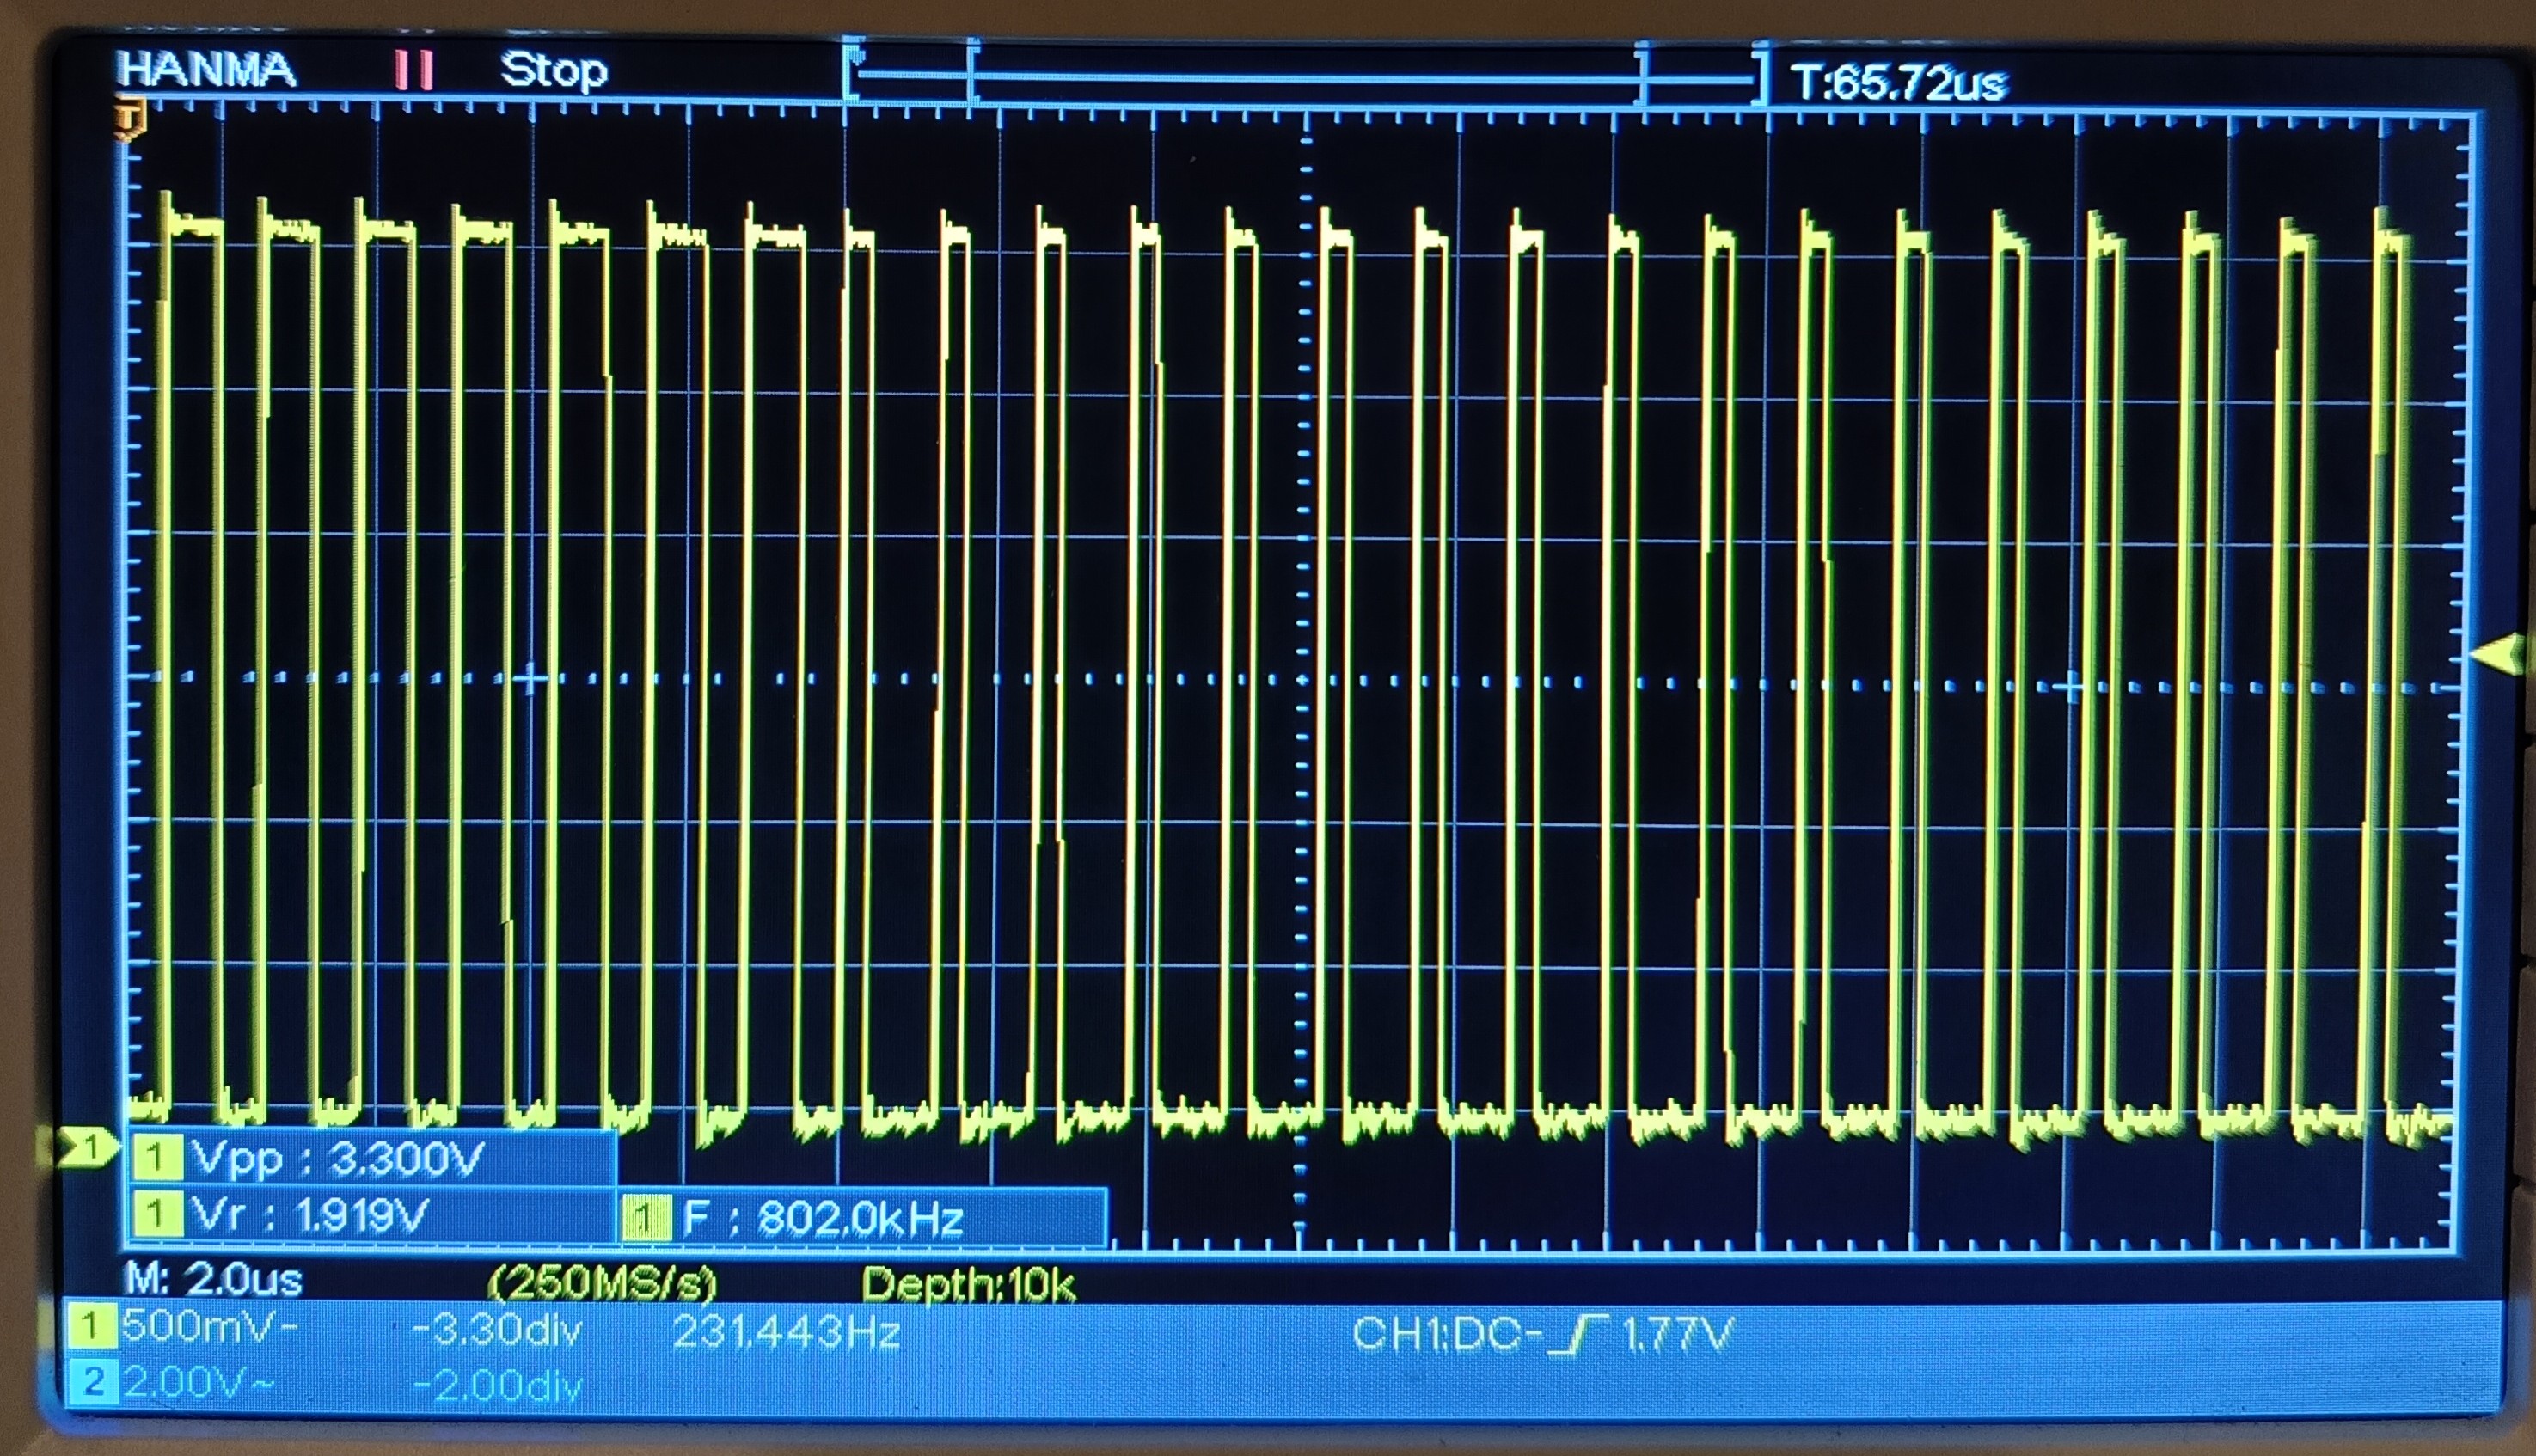 HANMA Stop T:65.72us
T
1
1 Vpp : 3.300V
1 Vr : 1.919V 1 F : 802.0kHz
M: 2.0us (250MS/s) Depth:10k
1 500mV- -3.30div 231.443Hz CH1:DC- 1.77V
2 2.00V~ -2.00div